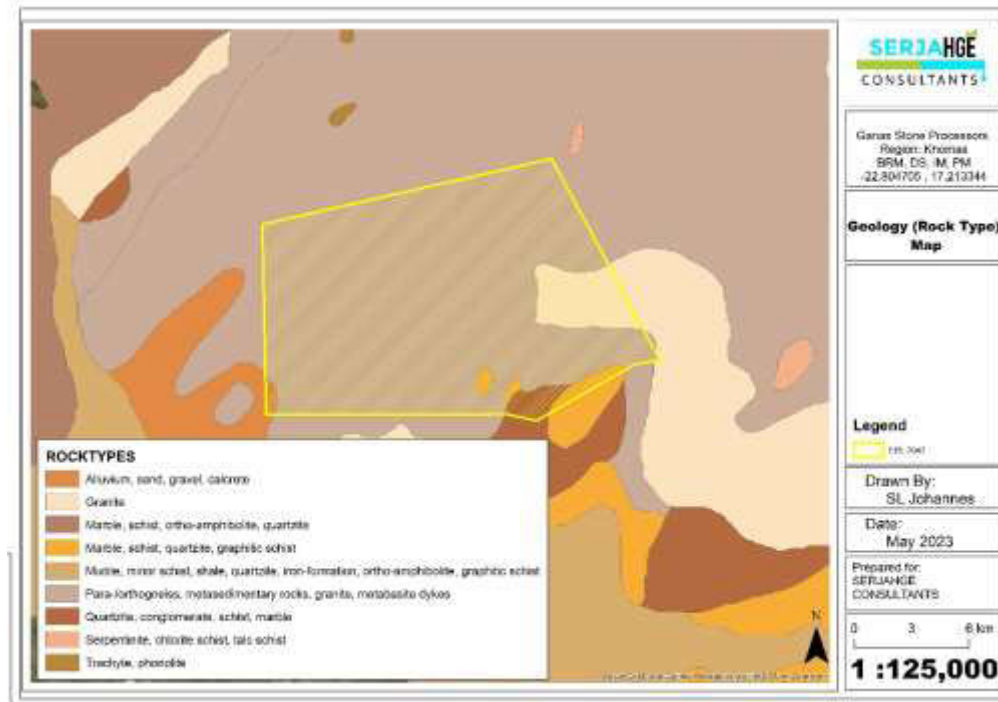 SERJAHGE
CONSULTANTS
Ganas Stone Processors
Region: Khomas
BRM, DS, IM, PM
-22.804705 , 17.213344
Geology (Rock Type)
Map
Legend
Drawn By:
SL Johannes
Date:
May 2023
Prepared for:
SERJAHGE
CONSULTANTS
0 3 6 km
1 :125,000
N
ROCKTYPES
Alluvium, sand, gravel, calcrete
Granite
Marble, schist, ortho-amphibolite, quartzite
Marble, schist, quartzite, graphitic schist
minor schist, shale, quartzite, iron-formation, ortho-amphibolite, graphitic schist
Para-/orthogneiss, metasedimentary rocks, granite, metabasite dykes
Quartzite, conglomerate, schist, marble
Serpentinite, chlorite schist, talc schist
Trachyte, phonolite